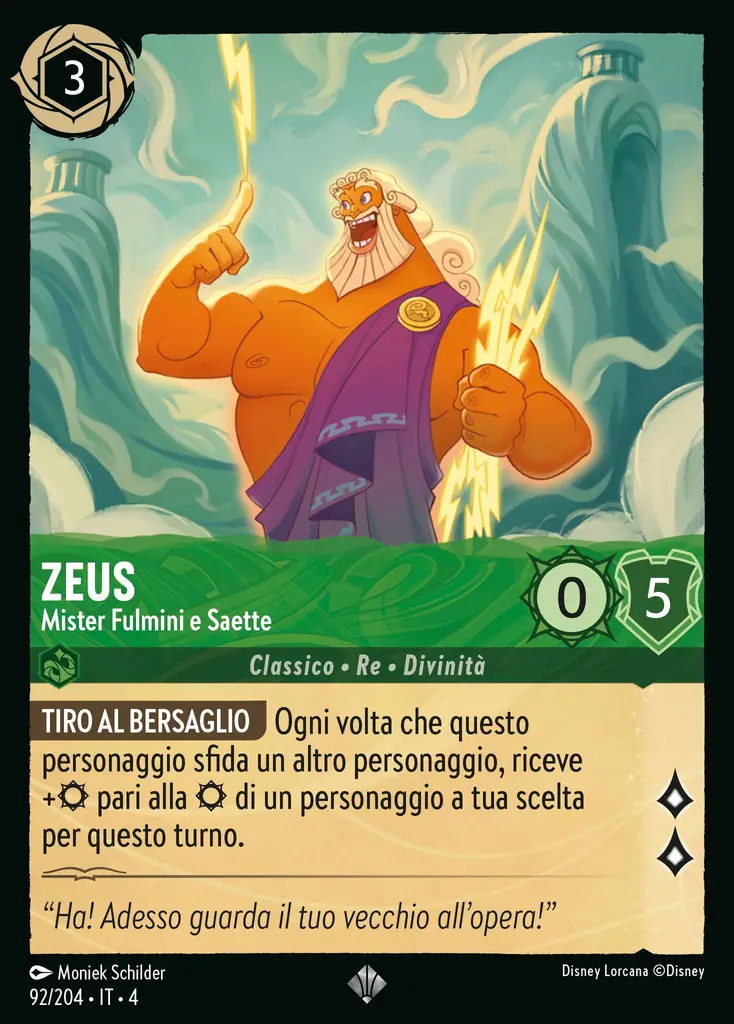 3
ZEUS
Mister Fulmini e Saette
0
5
Classico • Re • Divinità
TIRO AL BERSAGLIO Ogni volta che questo
personaggio sfida un altro personaggio, riceve
+ pari alla di un personaggio a tua scelta
per questo turno.
“Ha! Adesso guarda il tuo vecchio all’opera!”
Moniek Schilder
Disney Lorcana ©Disney
92/204 • IT • 4